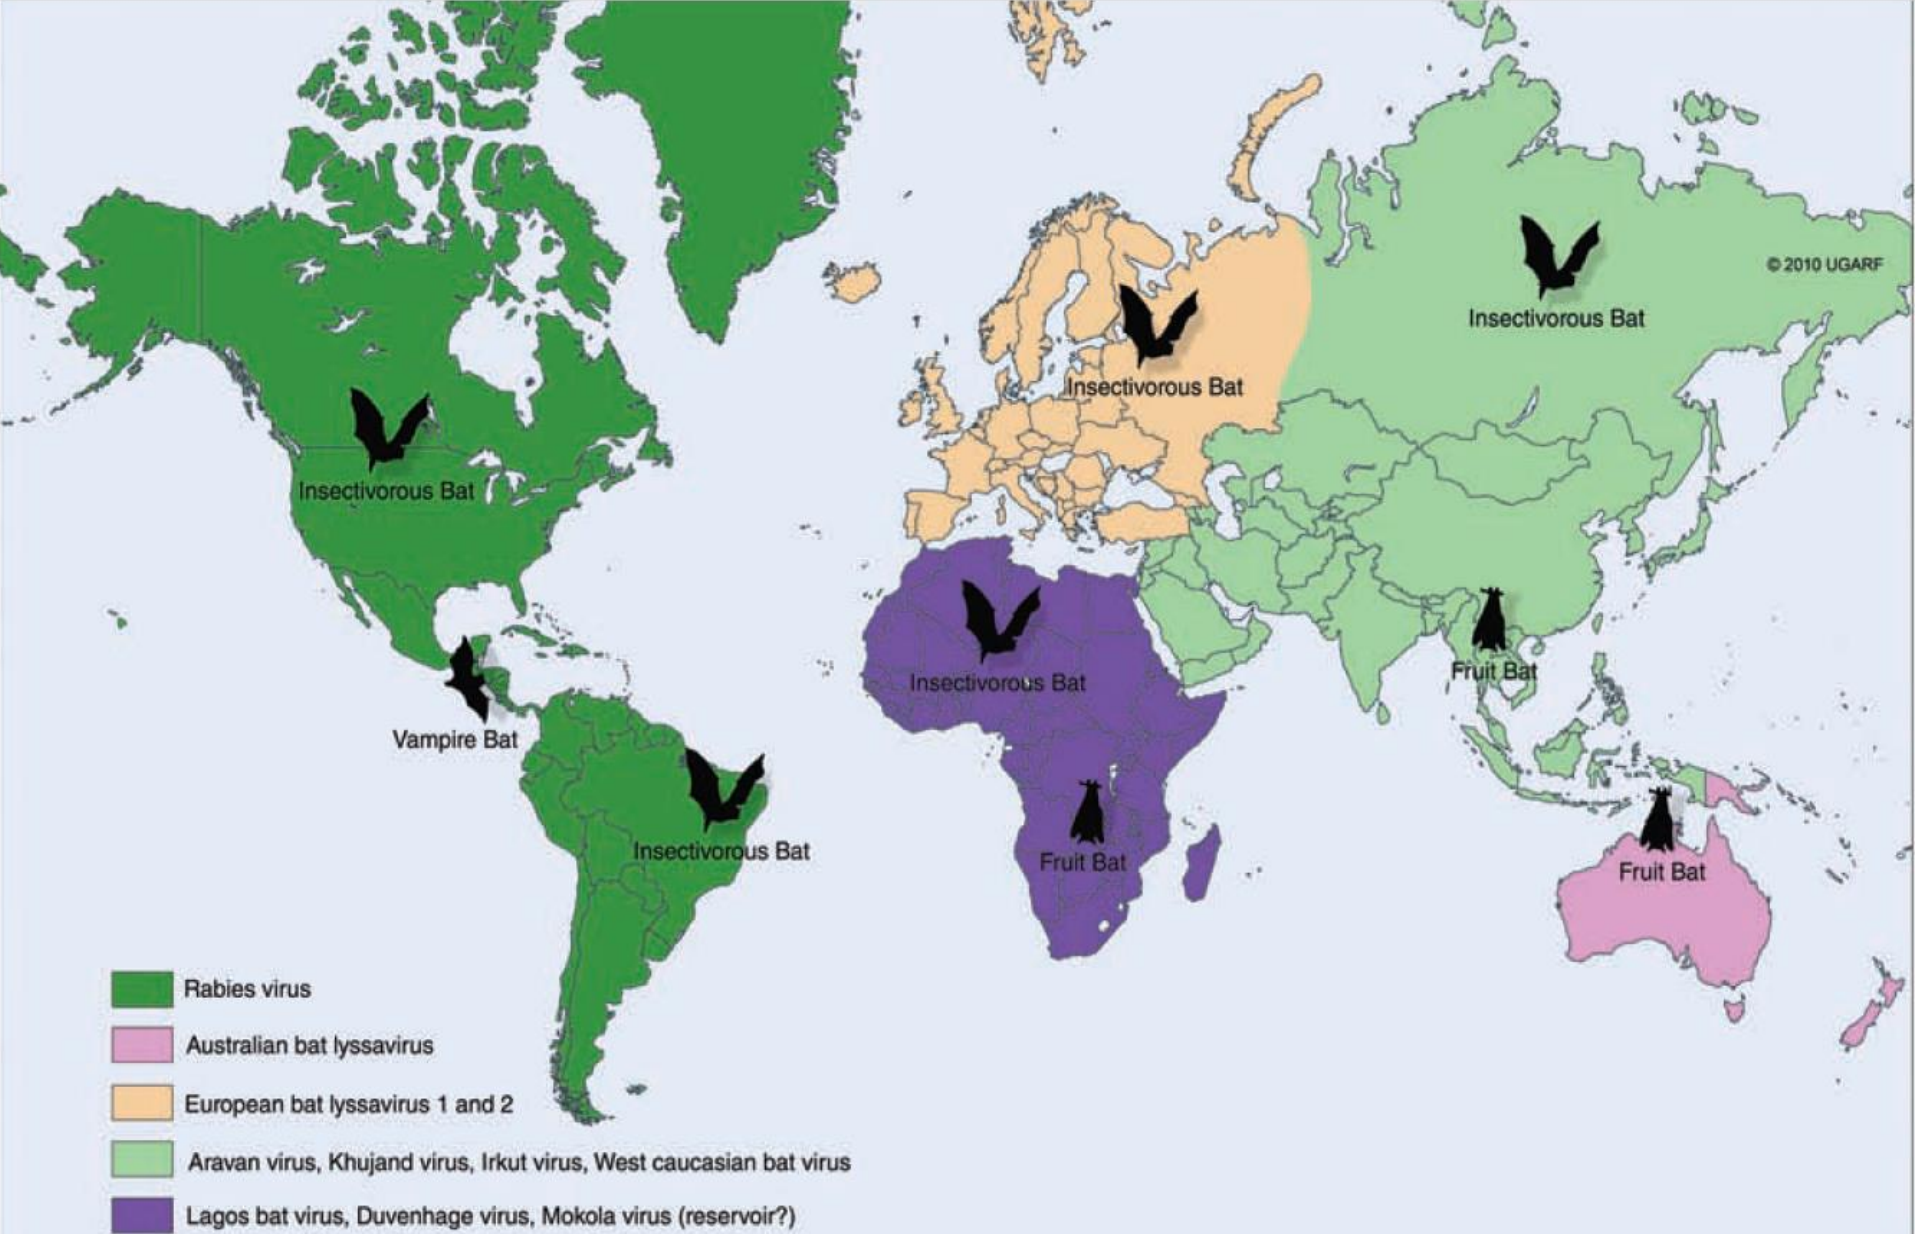 © 2010 UGARF
Insectivorous Bat
Insectivorous Bat
Insectivorous Bat
Fruit Bat
Insectivorous Bat
Vampire Bat
Insectivorous Bat
Fruit Bat
Fruit Bat
Rabies virus
Australian bat lyssavirus
European bat lyssavirus 1 and 2
Aravan virus, Khujand virus, Irkut virus, West caucasian bat virus
Lagos bat virus, Duvenhage virus, Mokola virus (reservoir?)